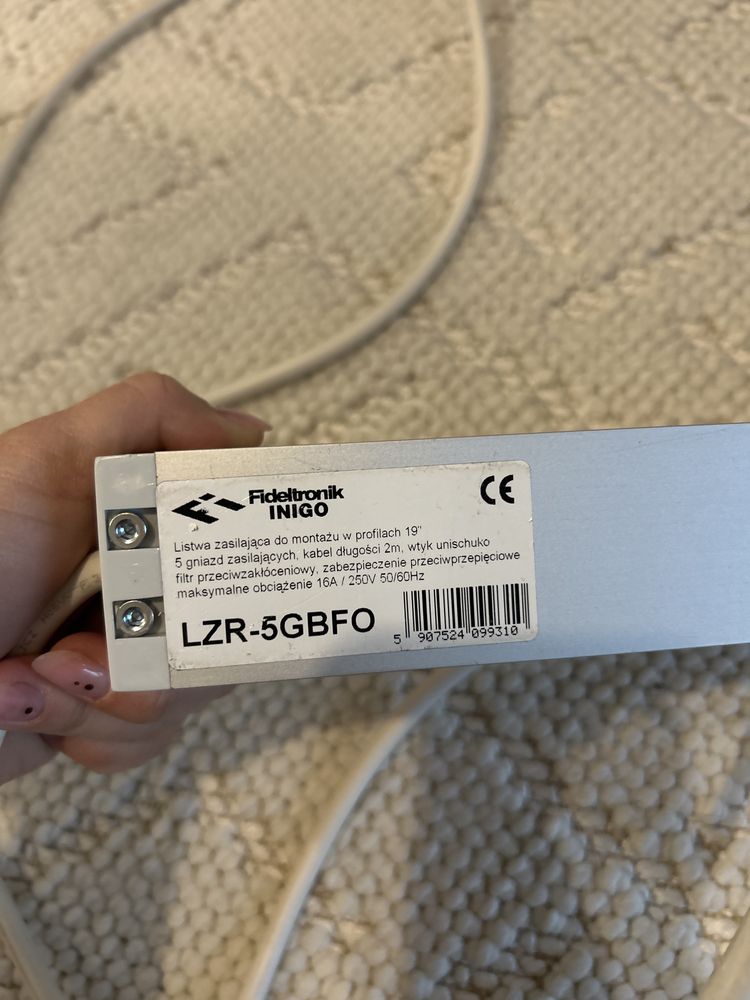 Fideltronik
INIGO
CE
Listwa zasilająca do montażu w profilach 19"
5 gniazd zasilających, kabel długości 2m, wtyk unischuko
filtr przeciwzakłóceniowy, zabezpieczenie przeciwprzepięciowe
maksymalne obciążenie 16A / 250V 50/60Hz
LZR-5GBFO
5 907524 099310